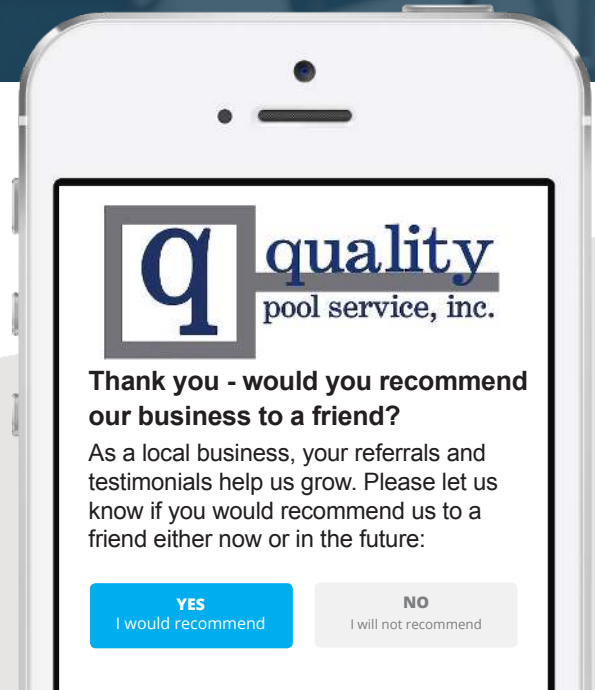 q quality
pool service, inc.
Thank you - would you recommend
our business to a friend?
As a local business, your referrals and
testimonials help us grow. Please let us
know if you would recommend us to a
friend either now or in the future:
YES
I would recommend
NO
I will not recommend